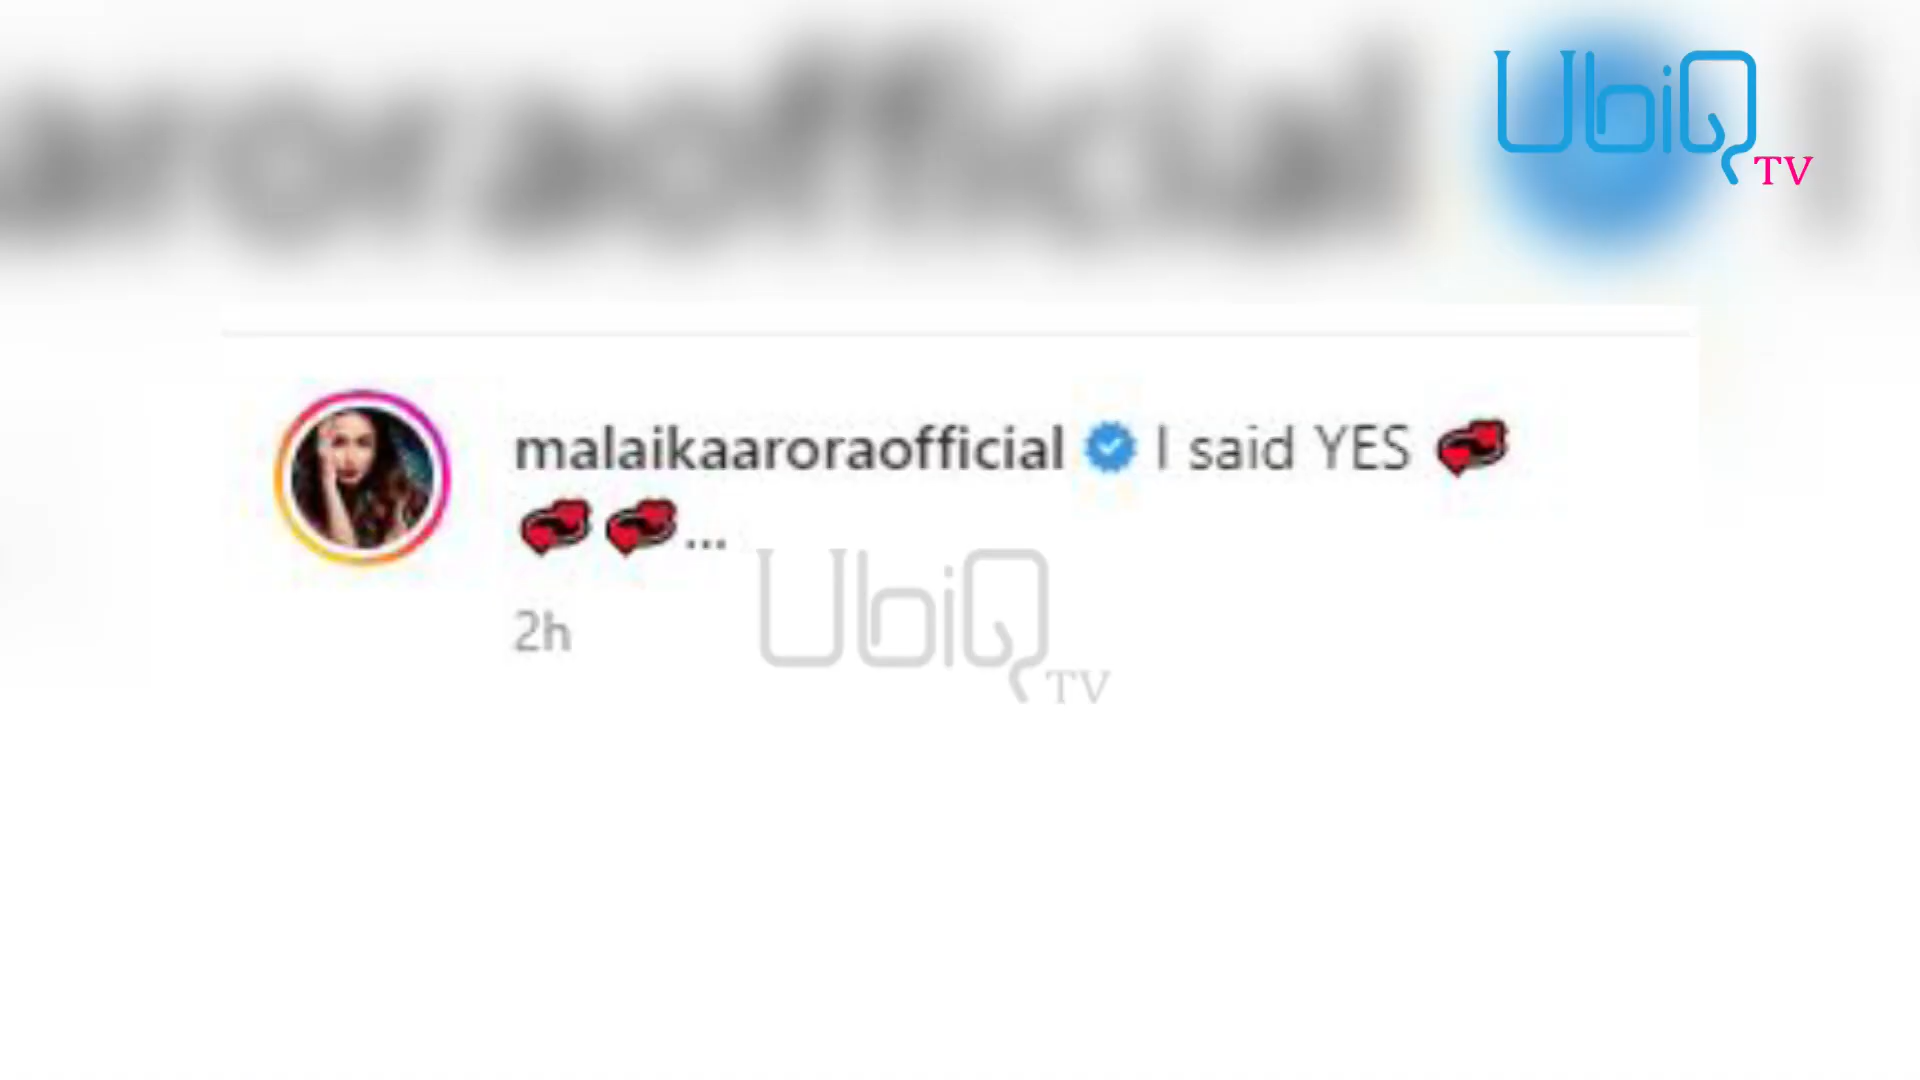 UbiQ
TV
malaikaaroraofficial I said YES 💞
💞 💞...
2h
UbiQ
TV